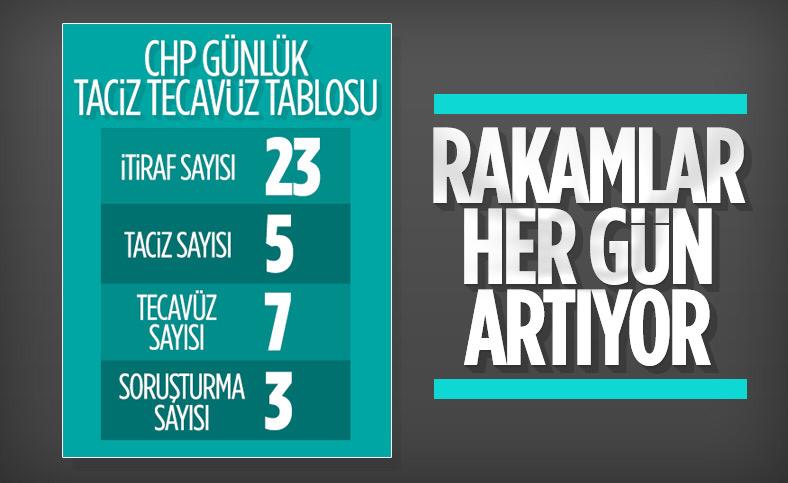 CHP GÜNLÜK
TACİZ TECAVÜZ TABLOSU
İTİRAF SAYISI 23
TACİZ SAYISI 5
TECAVÜZ
SAYISI 7
SORUŞTURMA
SAYISI 3
RAKAMLAR
HER GÜN
ARTIYOR